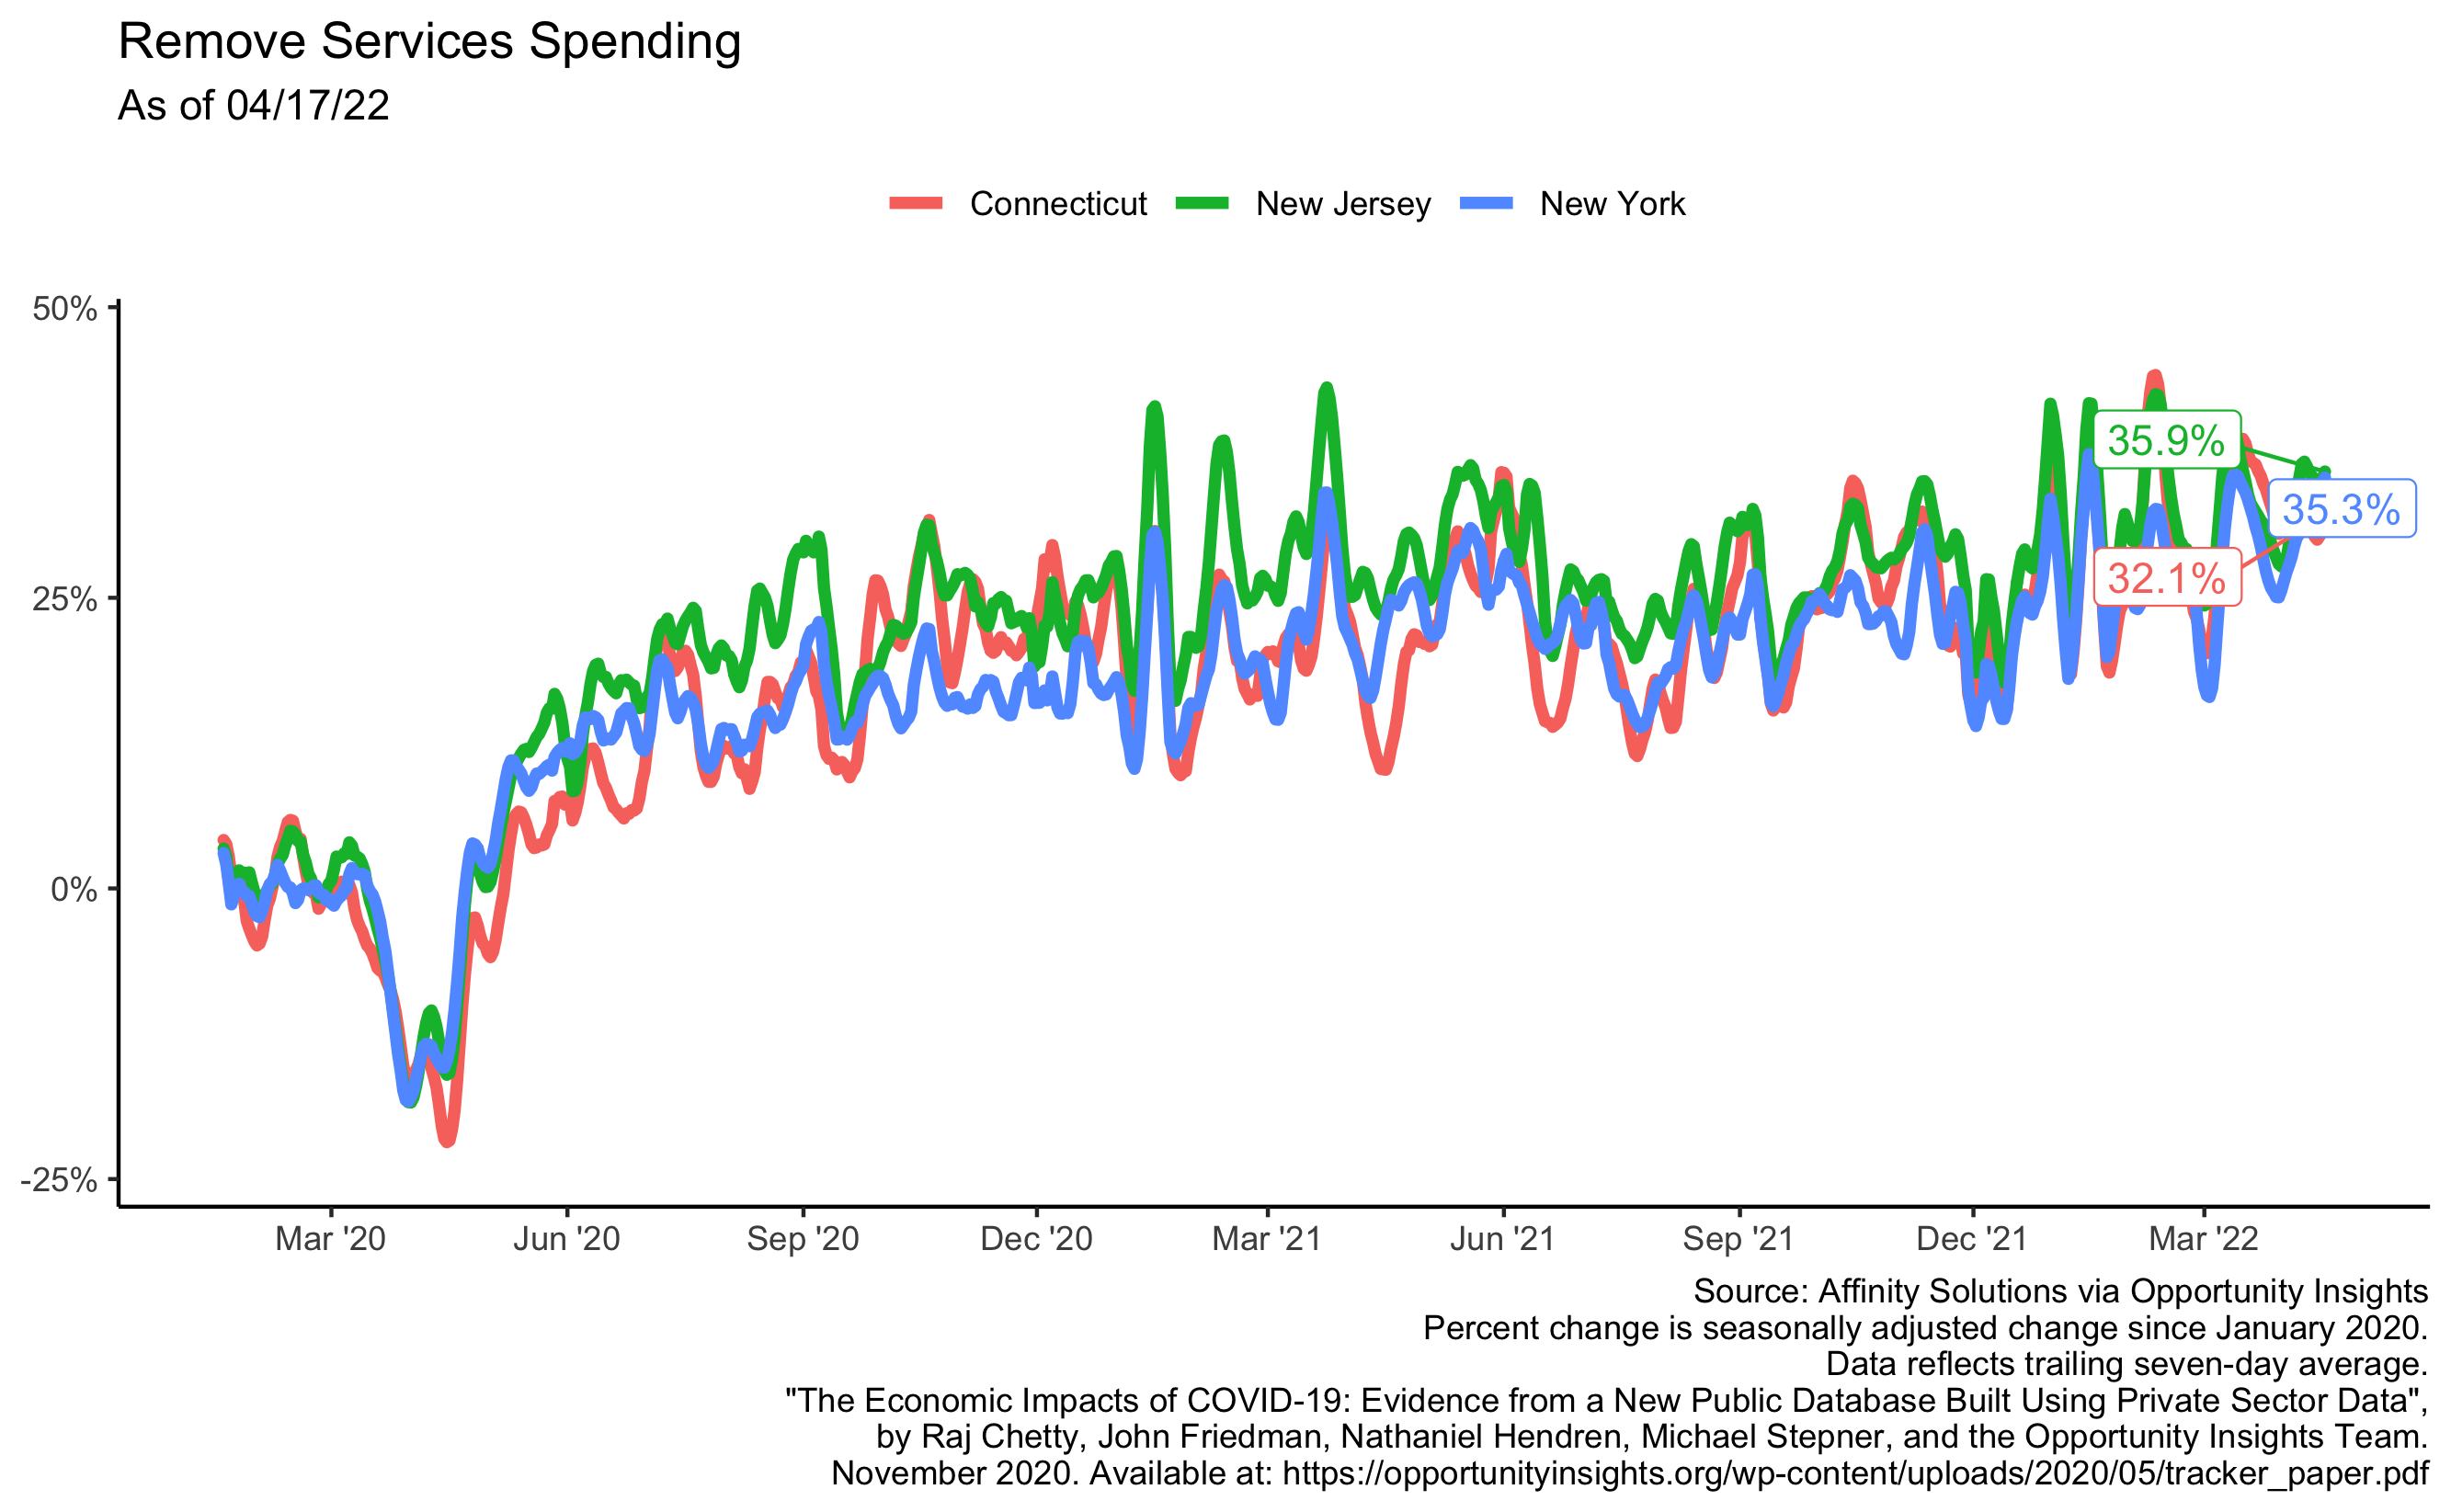 Remove Services Spending
As of 04/17/22
Connecticut New Jersey New York
50%
25%
0%
-25%
35.9%
35.3%
32.1%
Mar '20 Jun '20 Sep '20 Dec '20 Mar '21 Jun '21 Sep '21 Dec '21 Mar '22
Source: Affinity Solutions via Opportunity Insights
Percent change is seasonally adjusted change since January 2020.
Data reflects trailing seven-day average.
"The Economic Impacts of COVID-19: Evidence from a New Public Database Built Using Private Sector Data",
by Raj Chetty, John Friedman, Nathaniel Hendren, Michael Stepner, and the Opportunity Insights Team.
November 2020. Available at: https://opportunityinsights.org/wp-content/uploads/2020/05/tracker_paper.pdf